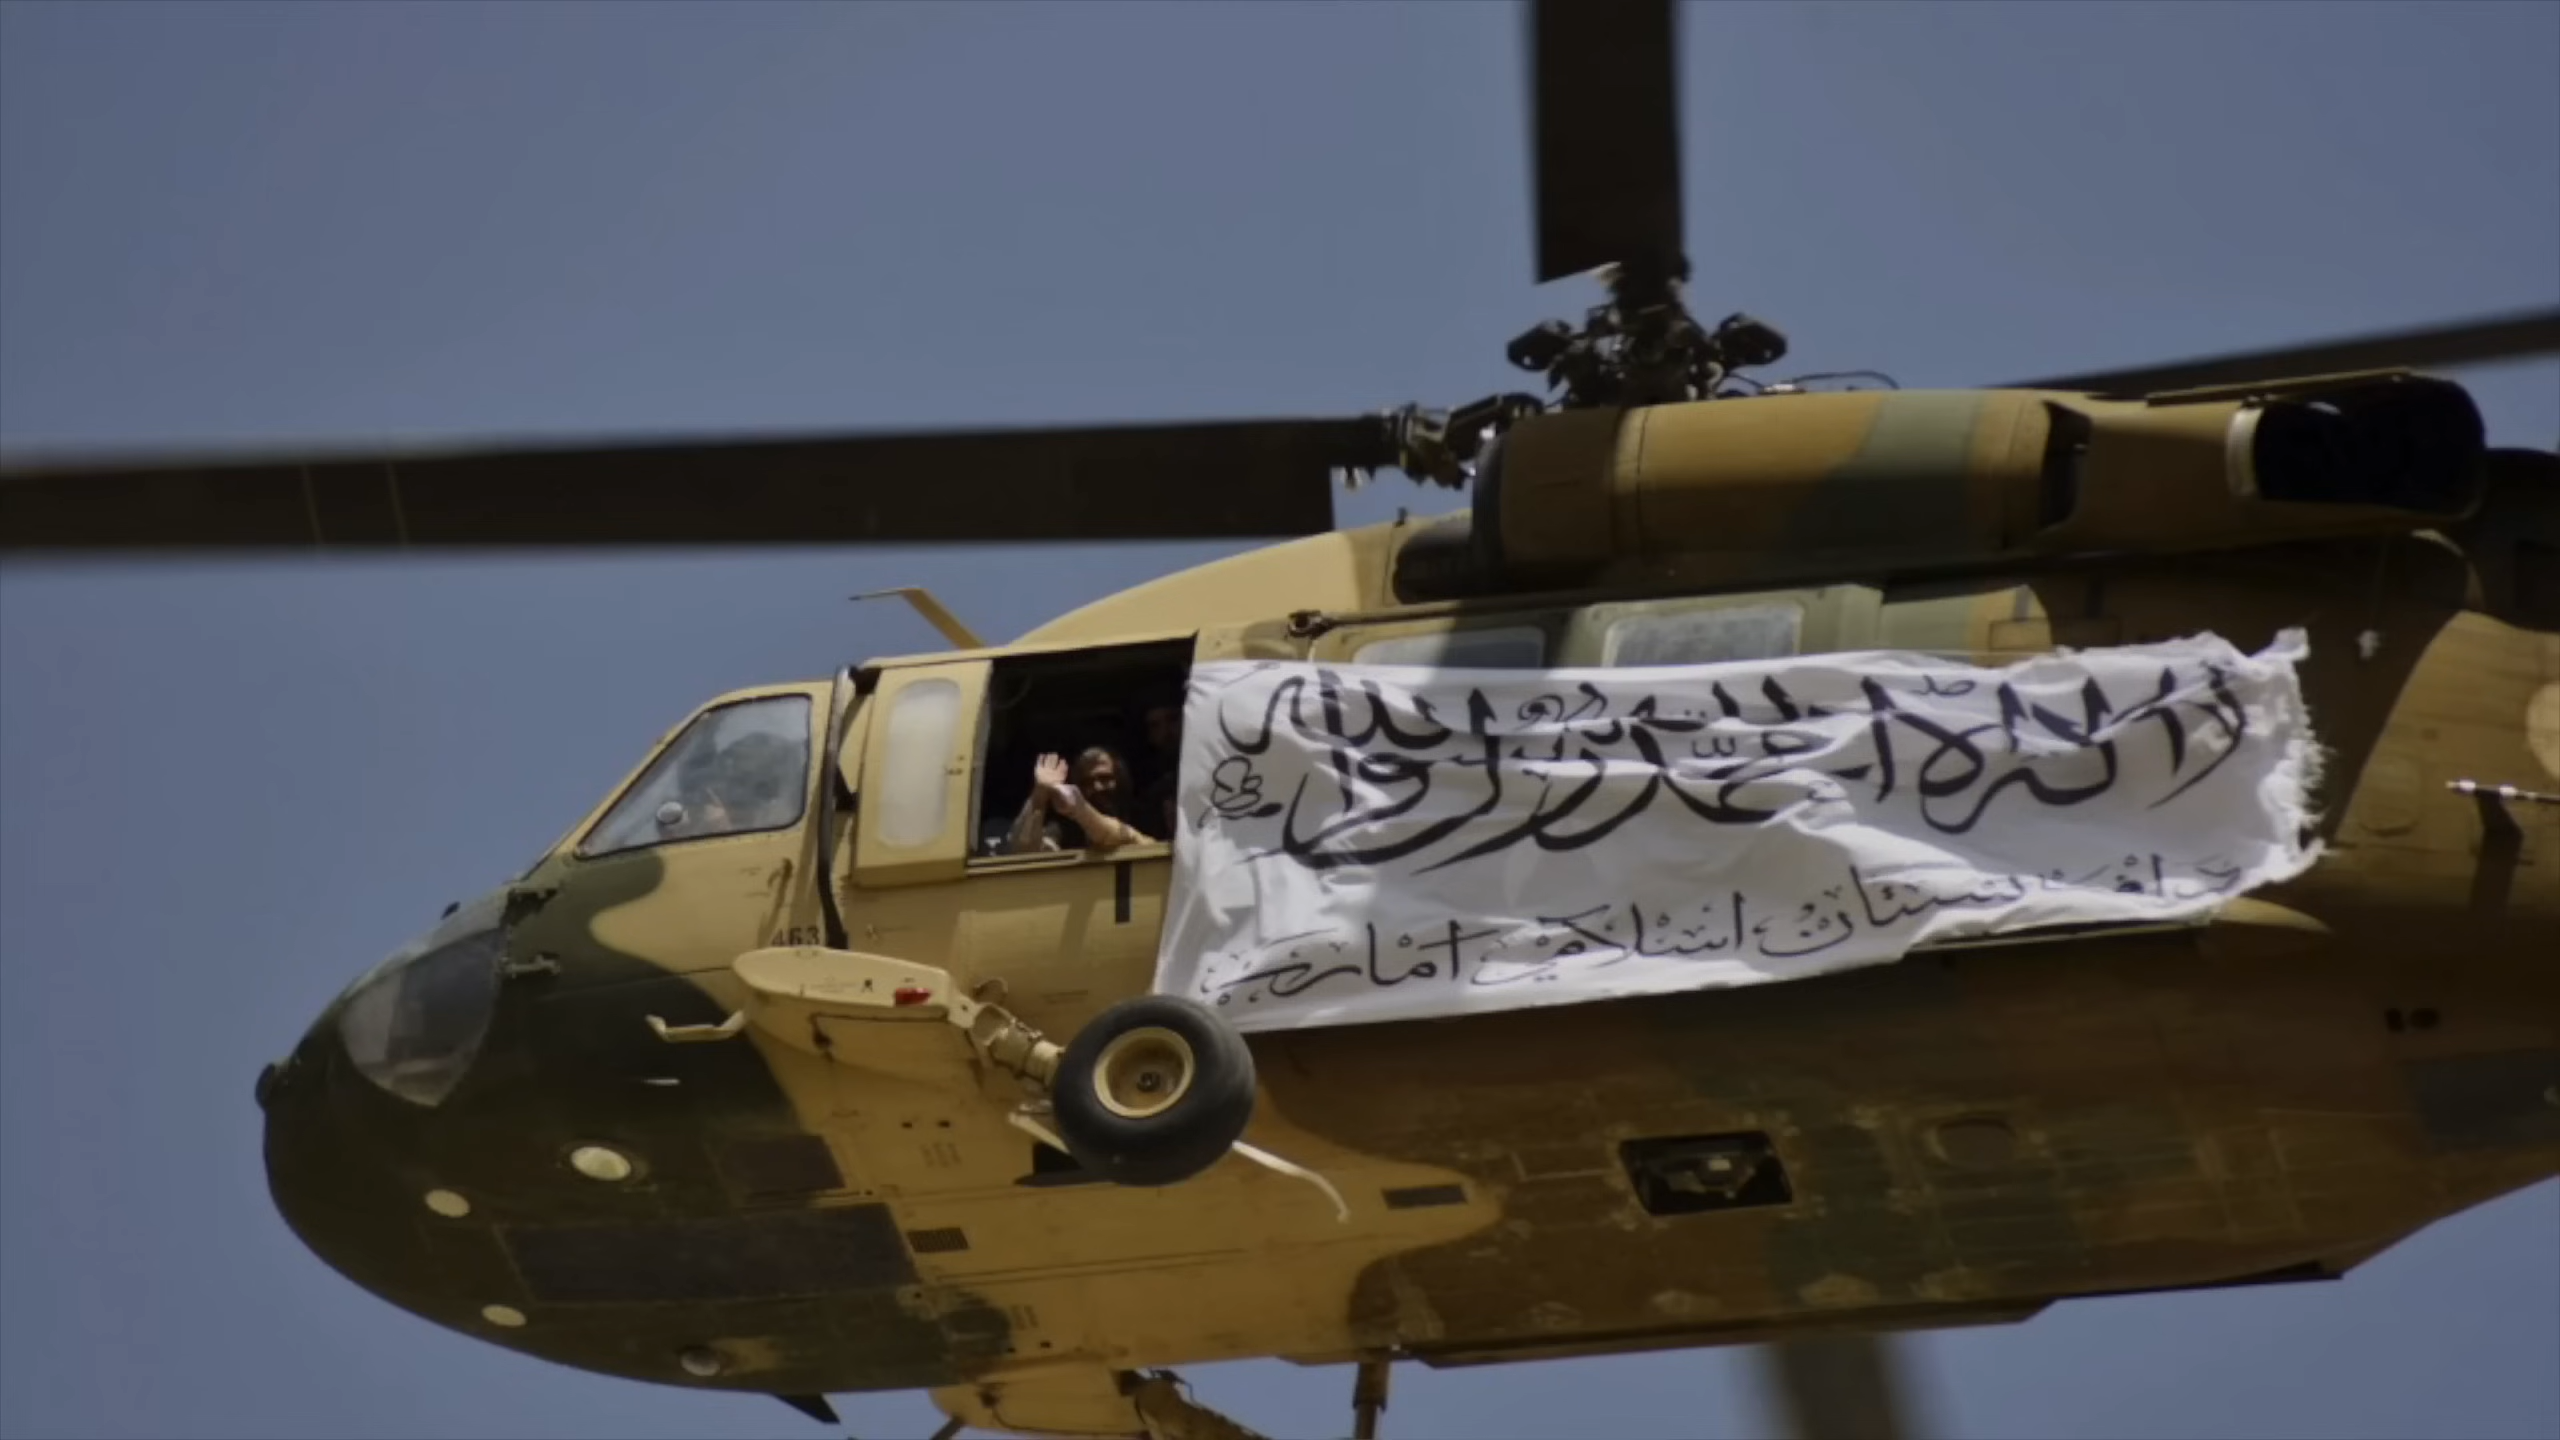 لا اله الا الله محمد رسول الله
د افغانستان اسلامي امارت
463